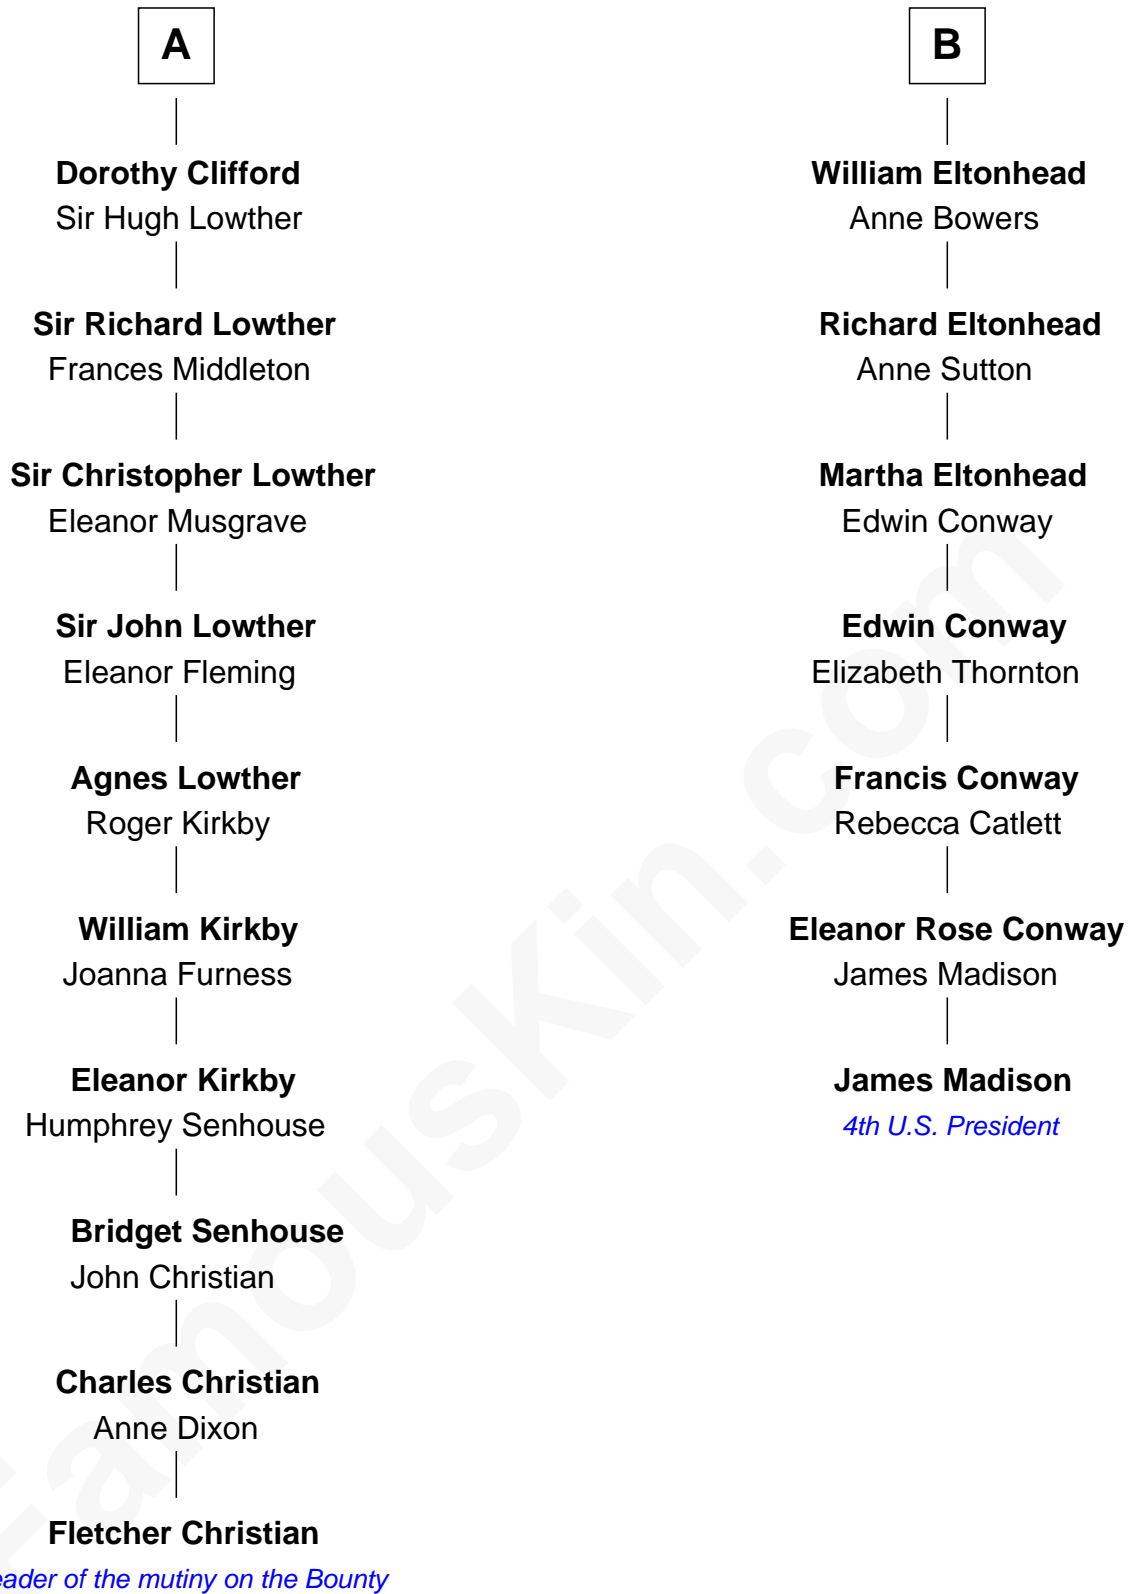 A
Dorothy Clifford
Sir Hugh Lowther
Sir Richard Lowther
Frances Middleton
Sir Christopher Lowther
Eleanor Musgrave
Sir John Lowther
Eleanor Fleming
Agnes Lowther
Roger Kirkby
William Kirkby
Joanna Furness
Eleanor Kirkby
Humphrey Senhouse
Bridget Senhouse
John Christian
Charles Christian
Anne Dixon
Fletcher Christian
eader of the mutiny on the Bounty
B
William Eltonhead
Anne Bowers
Richard Eltonhead
Anne Sutton
Martha Eltonhead
Edwin Conway
Edwin Conway
Elizabeth Thornton
Francis Conway
Rebecca Catlett
Eleanor Rose Conway
James Madison
James Madison
4th U.S. President
FamousKin.com